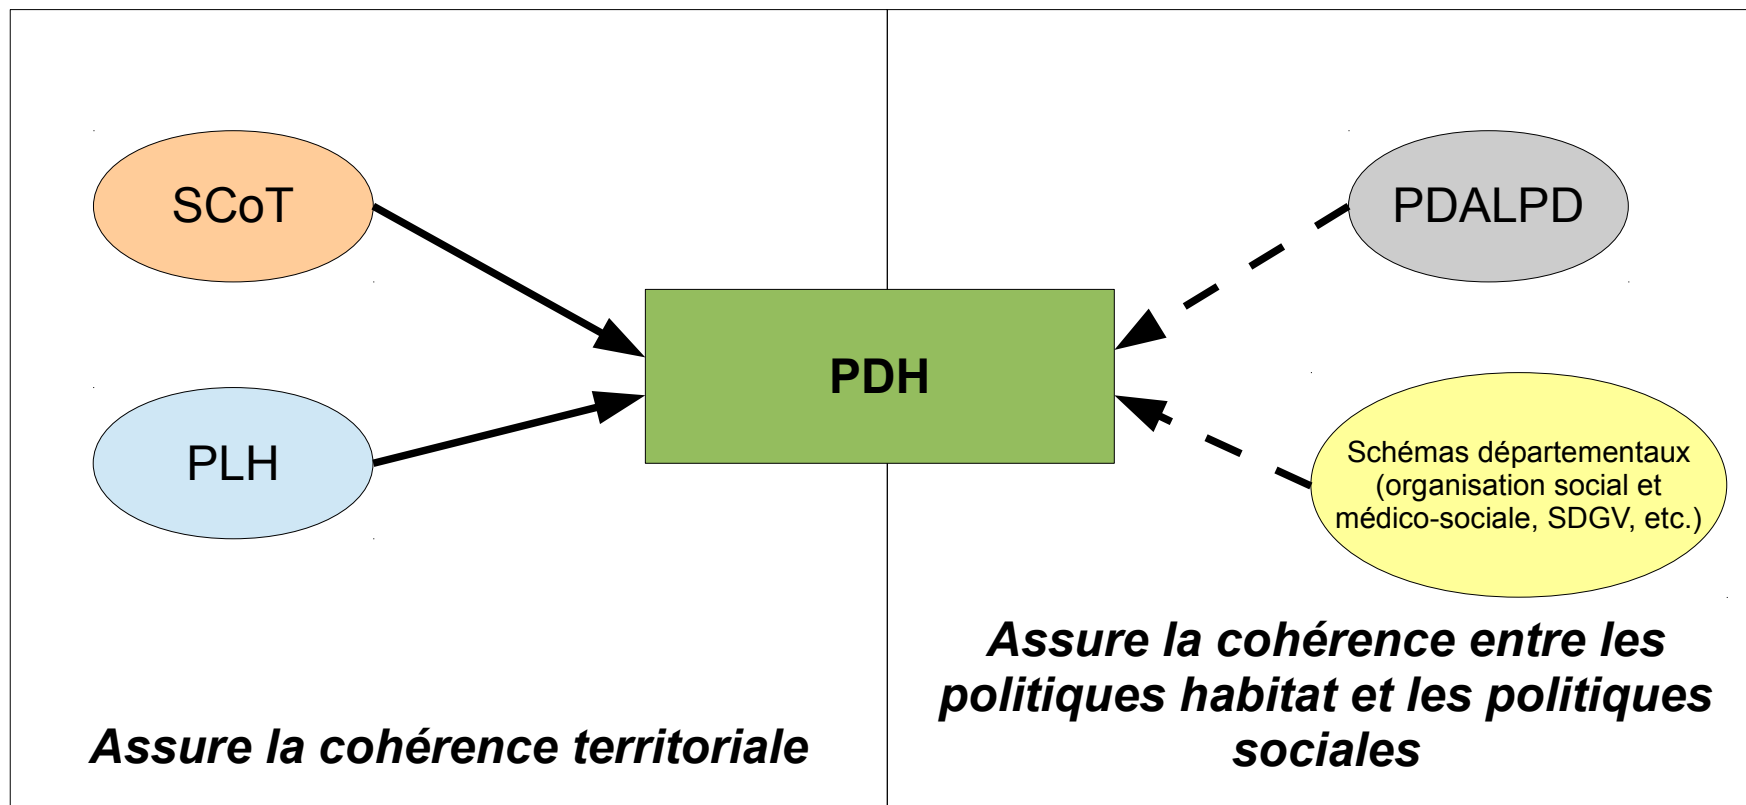 SCoT
PDALPD
PDH
PLH
Schémas départementaux
(organisation social et
médico-sociale, SDGV, etc.)
Assure la cohérence territoriale
Assure la cohérence entre les
politiques habitat et les politiques
sociales